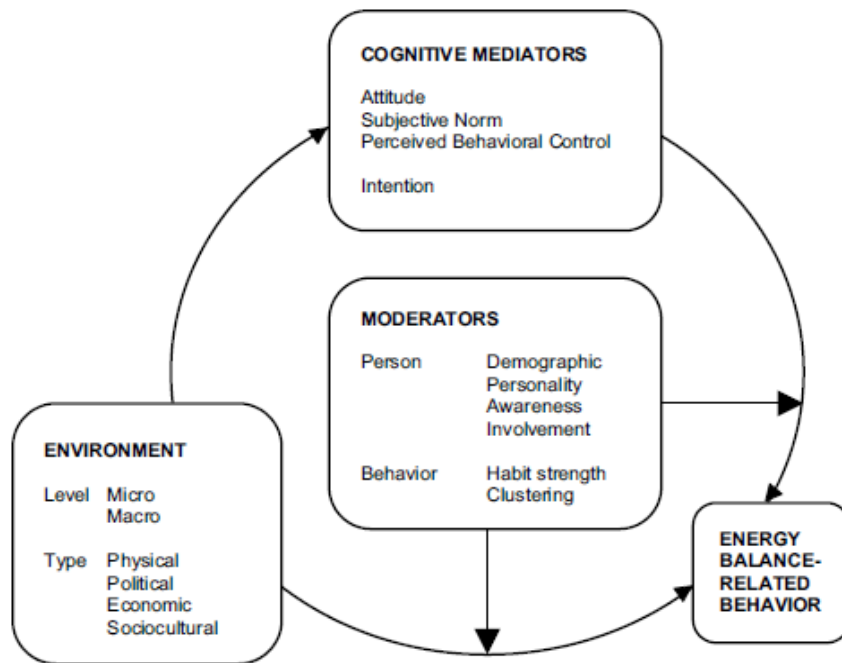 COGNITIVE MEDIATORS
Attitude
Subjective Norm
Perceived Behavioral Control
Intention
MODERATORS
Person Demographic
Personality
Awareness
Involvement
Behavior Habit strength
Clustering
ENVIRONMENT
Level Micro
Macro
Type Physical
Political
Economic
Sociocultural
ENERGY
BALANCE-
RELATED
BEHAVIOR